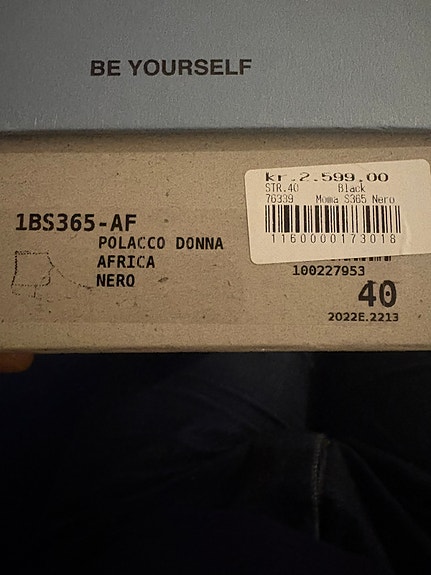 BE YOURSELF
kr.2.599.00
STR.40 Black
76339 Moma S365 Nero
1160000173018
1BS365-AF
POLACCO DONNA
AFRICA
NERO
100227953
40
2022E.2213